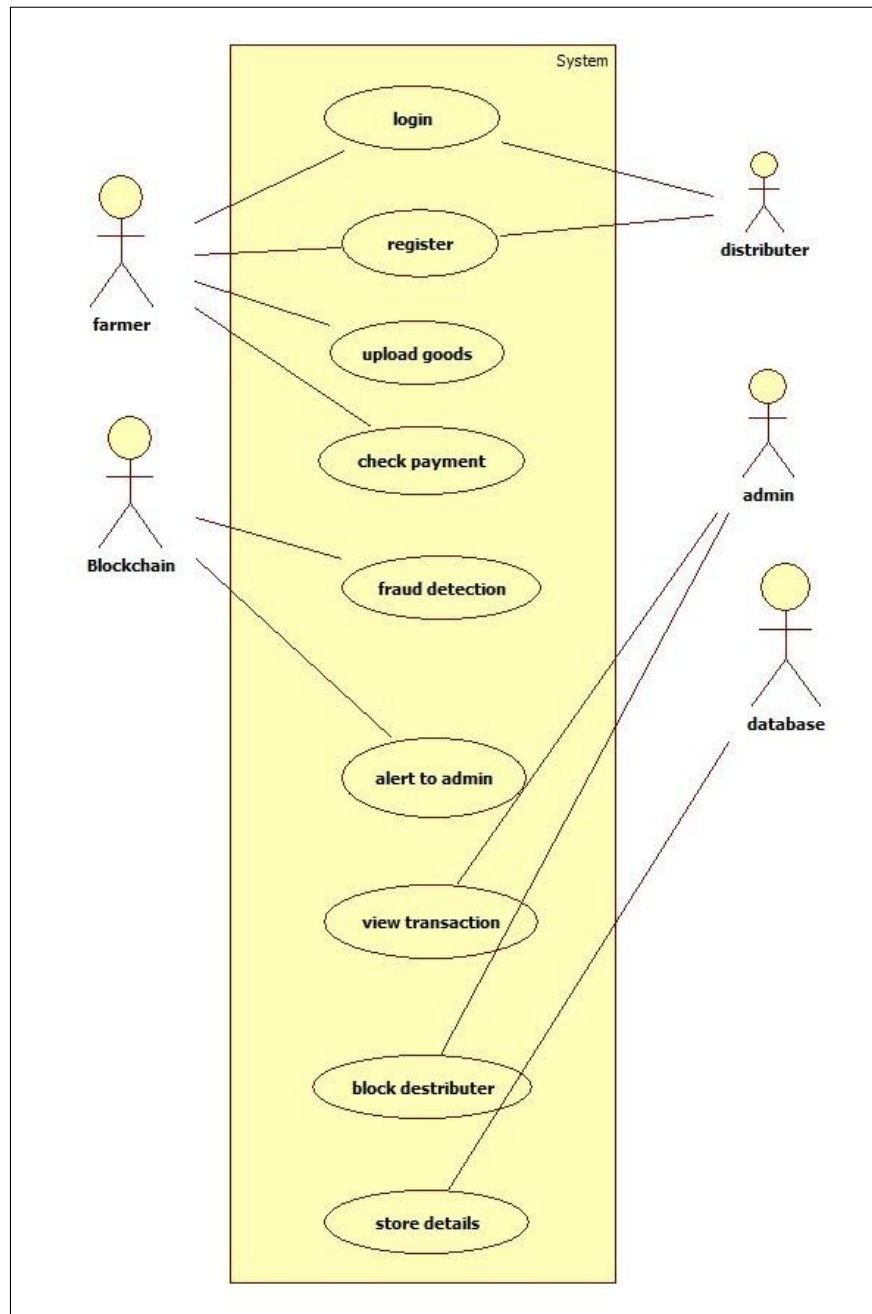 System
login
distributer
register
farmer
upload goods
check payment
admin
Blockchain
fraud detection
database
alert to admin
view transaction
block destributer
store details